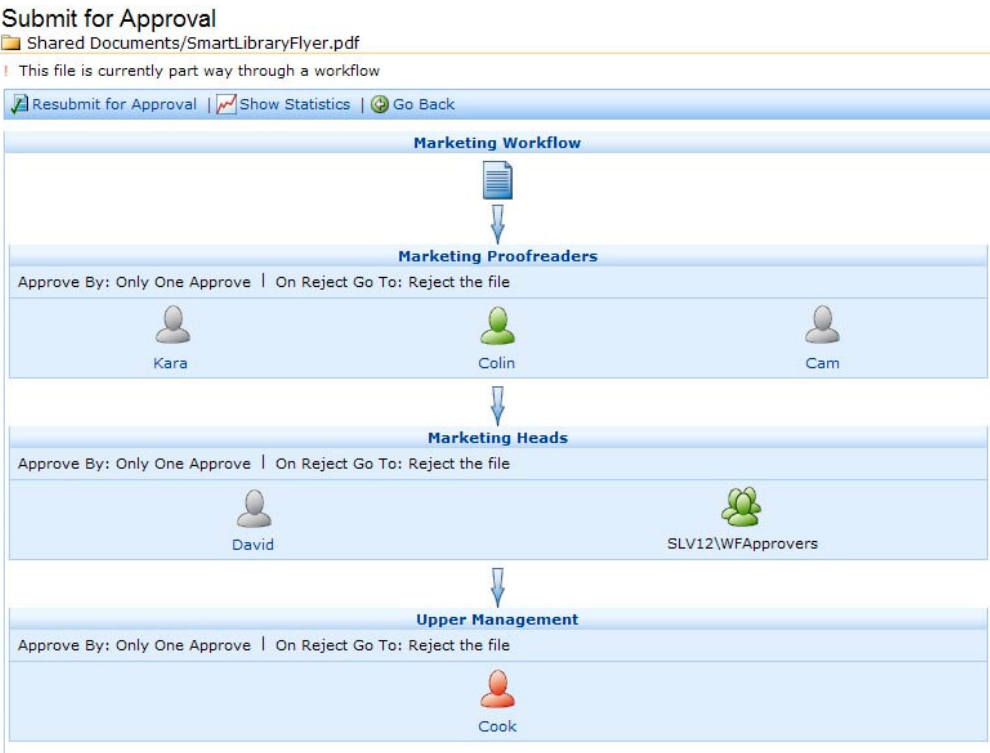 Submit for Approval
Shared Documents/SmartLibraryFlyer.pdf
! This file is currently part way through a workflow
Resubmit for Approval | Show Statistics | Go Back
Marketing Workflow
Marketing Proofreaders
Approve By: Only One Approve | On Reject Go To: Reject the file
Kara Colin Cam
Marketing Heads
Approve By: Only One Approve | On Reject Go To: Reject the file
David SLV12\WFApprovers
Upper Management
Approve By: Only One Approve | On Reject Go To: Reject the file
Cook